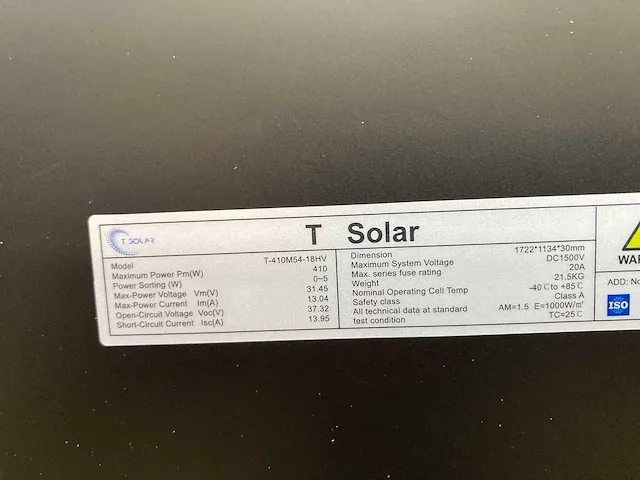 T SOLAR
T Solar
Model T-410M54-18HV
Maximum Power Pm(W) 410
Power Sorting (W) 0~5
Max-Power Voltage Vm(V) 31.45
Max-Power Current Im(A) 13.04
Open-Circuit Voltage Voc(V) 37.32
Short-Circuit Current Isc(A) 13.95
Dimension 1722*1134*30mm
Maximum System Voltage DC1500V
Max. series fuse rating 20A
Weight 21.5KG
Nominal Operating Cell Temp -40℃to +85℃
Safety class Class A
All technical data at standard AM=1.5 E=1000W/m²
test condition TC=25℃
WAR
ADD: No
ISO